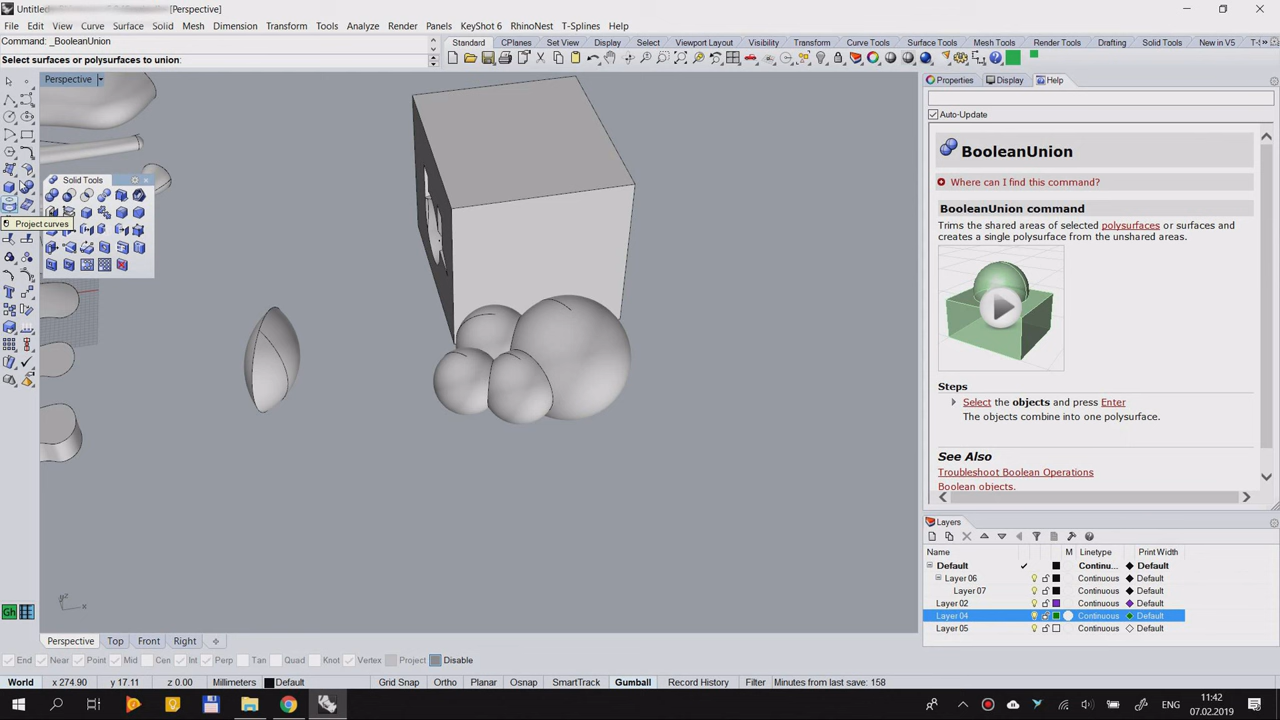 Untitled [Perspective]
File Edit View Curve Surface Solid Mesh Dimension Transform Tools Analyze Render Panels KeyShot 6 RhinoNest T-Splines Help
Command: _BooleanUnion
Select surfaces or polysurfaces to union:
Standard CPlanes Set View Display Select Viewport Layout Visibility Transform Curve Tools Surface Tools Mesh Tools Render Tools Drafting Solid Tools New in V5
Perspective
Properties Display Help
Auto-Update
BooleanUnion
Where can I find this command?
BooleanUnion command
Trims the shared areas of selected polysurfaces or surfaces and
creates a single polysurface from the unshared areas.
Steps
Select the objects and press Enter
The objects combine into one polysurface.
See Also
Troubleshoot Boolean Operations
Boolean objects.
Solid Tools
Project curves
Layers
Name M Linetype Print Width
Default Continu... Default
Layer 06 Continuous Default
Layer 07 Continuous Default
Layer 02 Continuous Default
Layer 04 Continuous Default
Layer 05 Continuous Default
z y x
Gh
Perspective Top Front Right
End Near Point Mid Cen Int Perp Tan Quad Knot Vertex Project Disable
World x 274.90 y 17.11 z 0.00 Millimeters Default Grid Snap Ortho Planar Osnap SmartTrack Gumball Record History Filter Minutes from last save: 158
ENG
11:42
07.02.2019